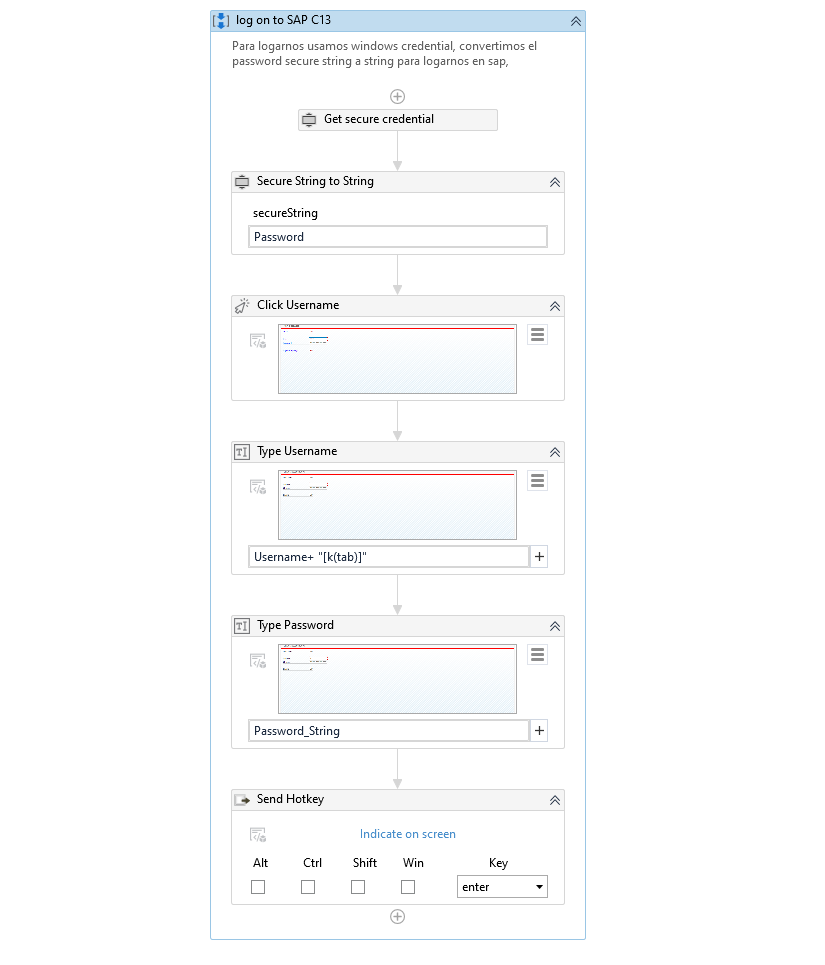 log on to SAP C13
Para logarnos usamos windows credential, convertimos el
password secure string a string para logarnos en sap,
Get secure credential
Secure String to String
secureString
Password
Click Username
Type Username
Username+ "[k(tab)]"
Type Password
Password_String
Send Hotkey
Indicate on screen
Alt Ctrl Shift Win Key
enter